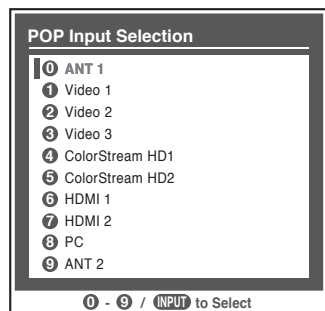 POP Input Selection
0 ANT 1
1 Video 1
2 Video 2
3 Video 3
4 ColorStream HD1
5 ColorStream HD2
6 HDMI 1
7 HDMI 2
8 PC
9 ANT 2
0 - 9 / INPUT to Select